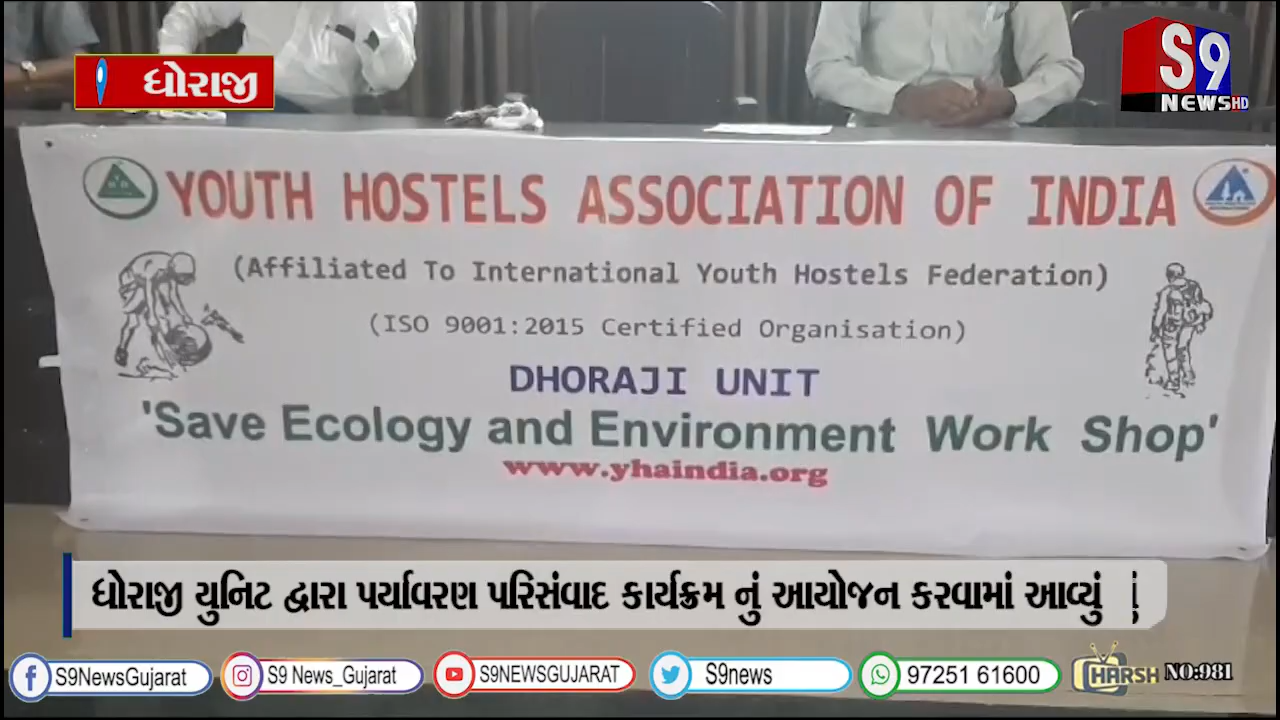 ધોરાજી
S9
NEWS HD
YOUTH HOSTELS ASSOCIATION OF INDIA
(Affiliated To International Youth Hostels Federation)
(ISO 9001:2015 Certified Organisation)
DHORAJI UNIT
'Save Ecology and Environment Work Shop'
www.yhaindia.org
ધોરાજી યુનિટ દ્વારા પર્યાવરણ પરિસંવાદ કાર્યક્રમ નું આયોજન કરવામાં આવ્યું
S9NewsGujarat
S9 News_Gujarat
S9NEWSGUJARAT
S9news
97251 61600
HARSH NO:981